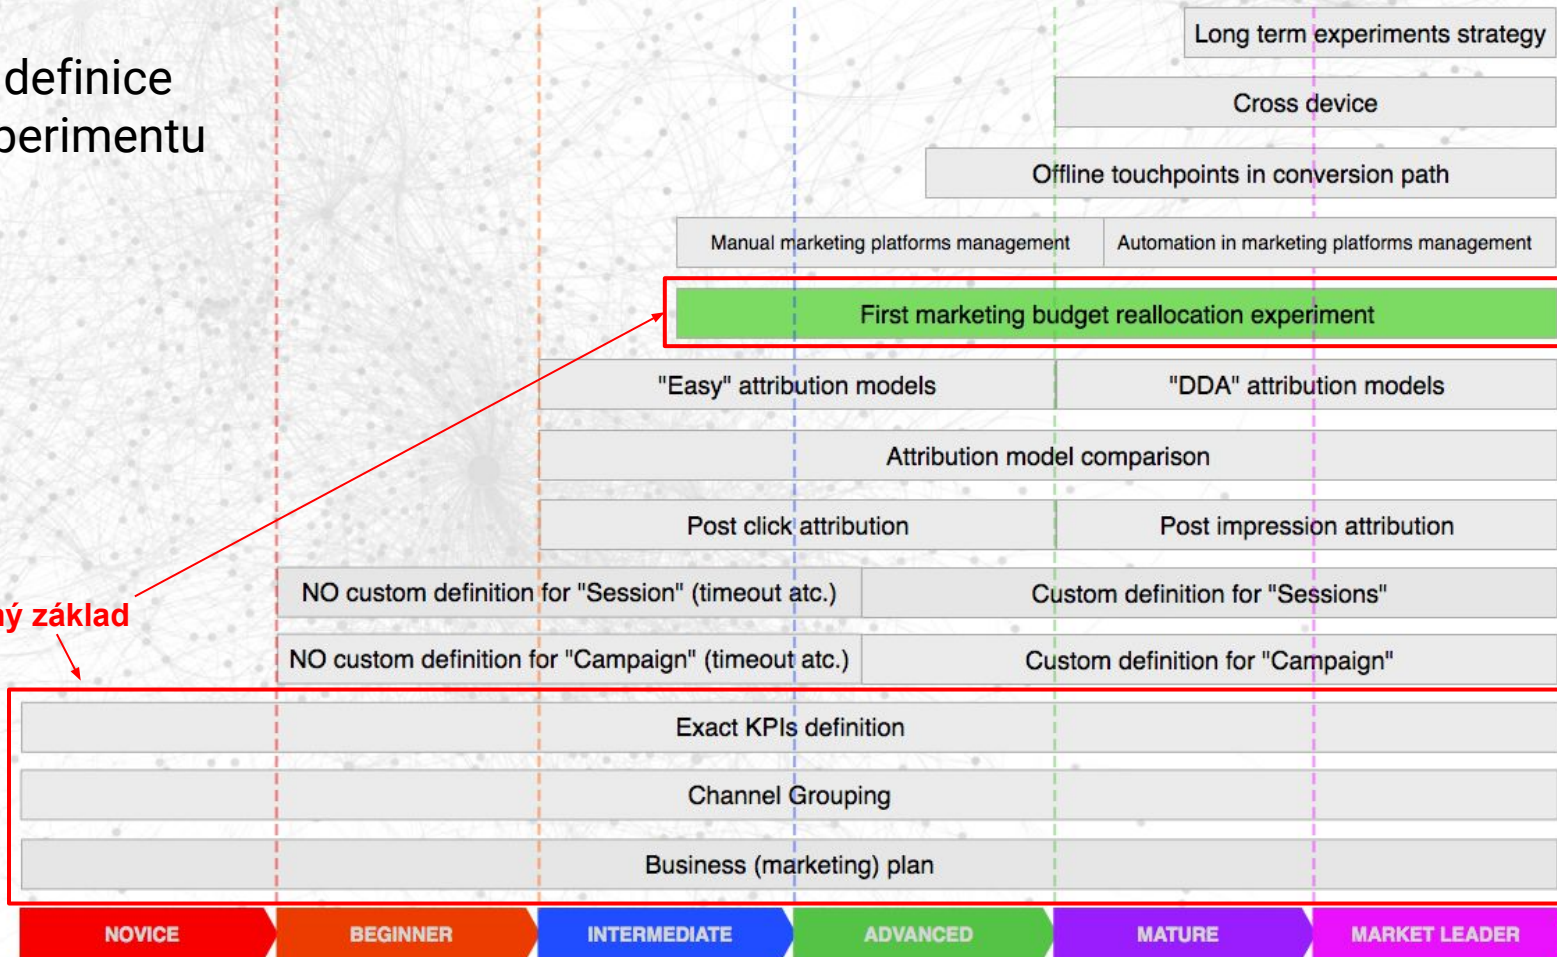 definice
Long term experiments strategy
Cross device
Offline touchpoints in conversion path
Manual marketing platforms management
Automation in marketing platforms management
First marketing budget reallocation experiment
"Easy" attribution models
"DDA" attribution models
Attribution model comparison
Post click attribution
Post impression attribution
NO custom definition for "Session" (timeout atc.)
Custom definition for "Sessions"
základ
NO custom definition for "Campaign" (timeout atc.)
Custom definition for "Campaign"
Exact KPIs definition
Channel Grouping
Business (marketing) plan
NOVICE
BEGINNER
INTERMEDIATE
ADVANCED
MATURE
MARKET LEADER